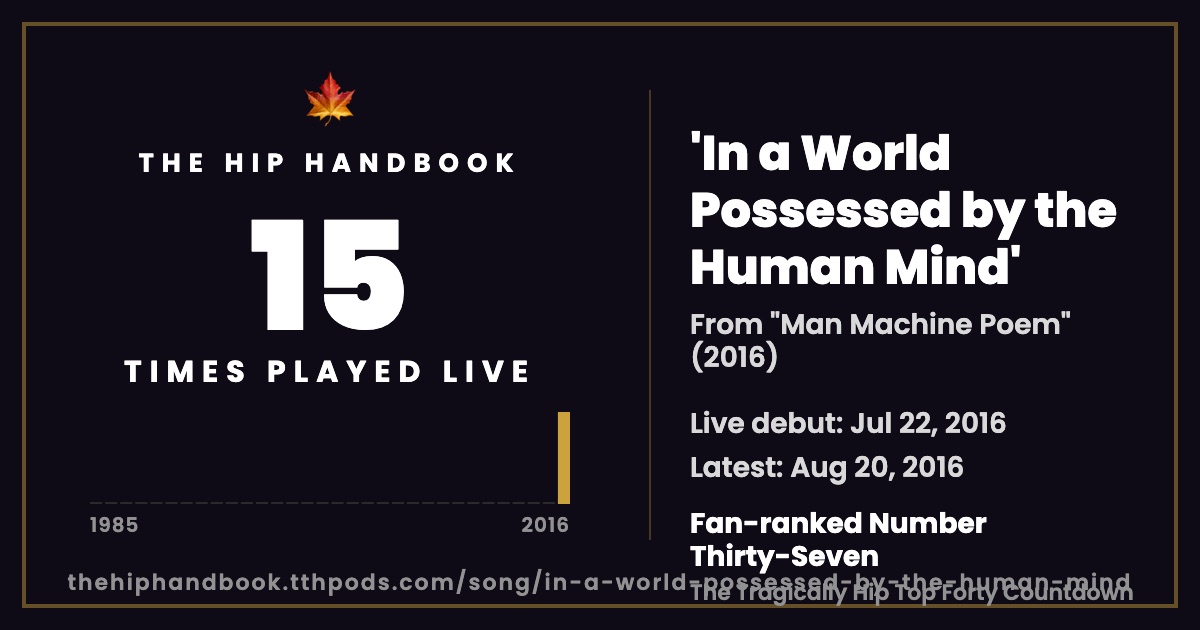 THE HIP HANDBOOK
15
TIMES PLAYED LIVE
1985
2016
'In a World
Possessed by the
Human Mind'
From "Man Machine Poem"
(2016)
Live debut: Jul 22, 2016
Latest: Aug 20, 2016
Fan-ranked Number
Thirty-Seven
The Tragically Hip Top Forty Countdown
thehiphandbook.tthpods.com/song/in-a-world-possessed-by-the-human-mind